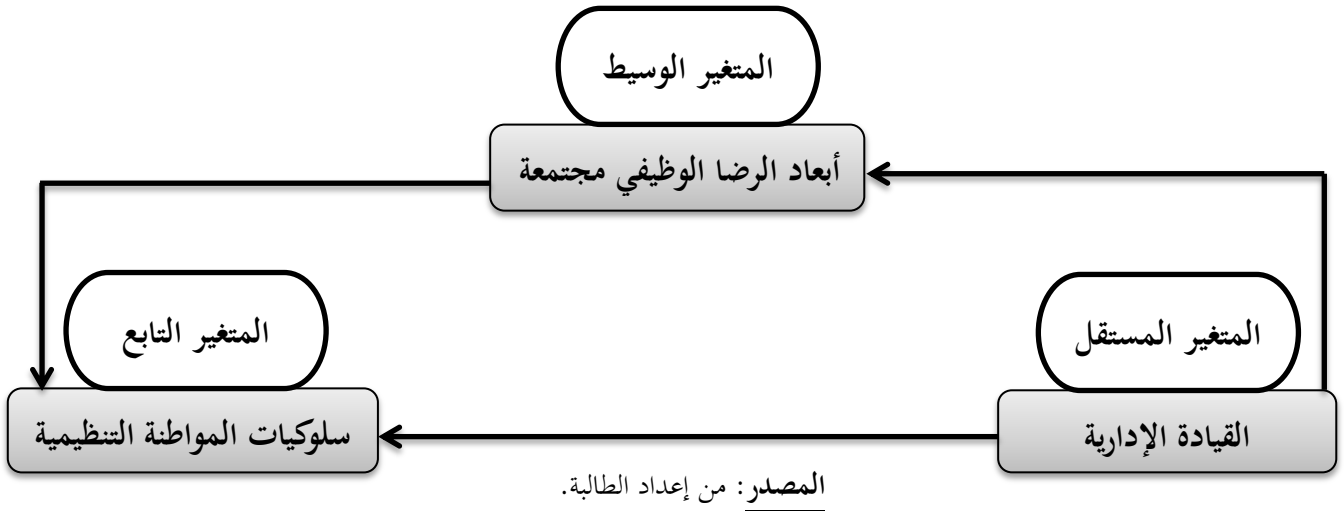 المتغير الوسيط
أبعاد الرضا الوظيفي مجتمعة
المتغير المستقل
المتغير التابع
القيادة الإدارية
سلوكيات المواطنة التنظيمية
المصدر: من إعداد الطالبة.